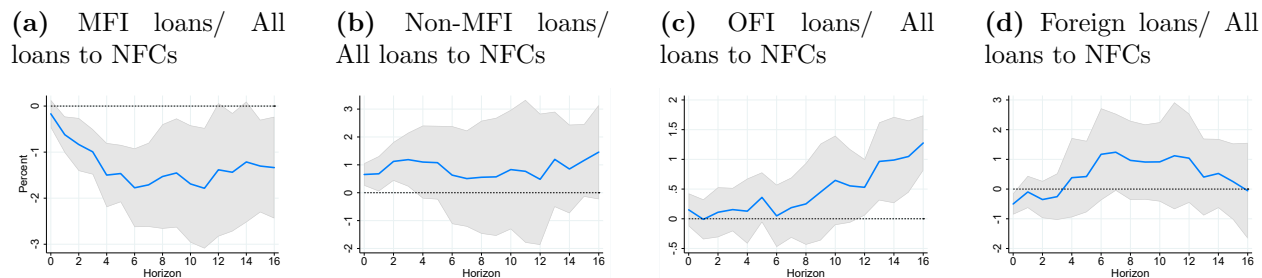 (a) MFI loans/ All
loans to NFCs
(b) Non-MFI loans/
All loans to NFCs
(c) OFI loans/ All
loans to NFCs
(d) Foreign loans/ All
loans to NFCs
Percent
0
-1
-2
-3
0 2 4 6 8 10 12 14 16
Horizon
3
2
1
0
-1
-2
0 2 4 6 8 10 12 14 16
Horizon
2
1.5
1
.5
0
-.5
0 2 4 6 8 10 12 14 16
Horizon
3
2
1
0
-1
-2
0 2 4 6 8 10 12 14 16
Horizon